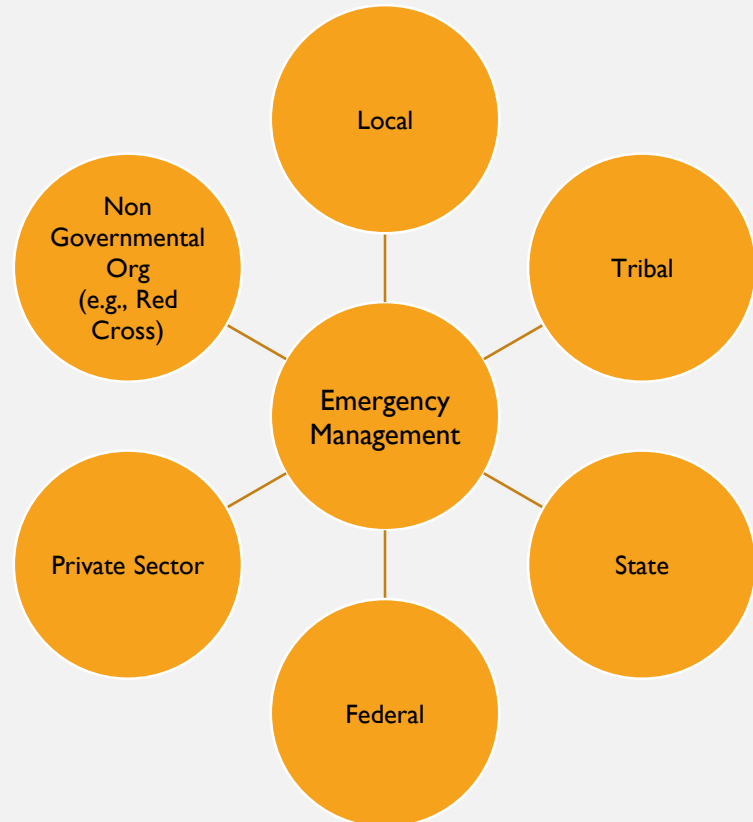 Local
Non
Governmental
Org
(e.g., Red
Cross)
Tribal
Emergency
Management
Private Sector
State
Federal